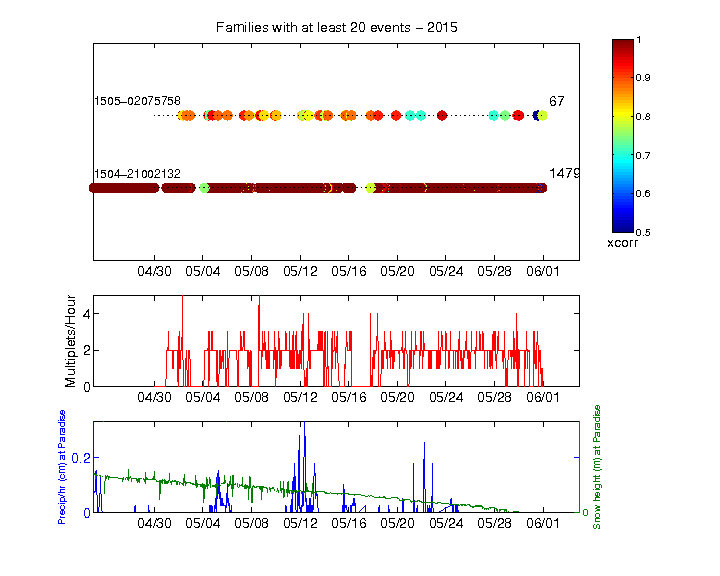 Families with at least 20 events – 2015
1505–02075758
67
1504–21002132
1479
04/30 05/04 05/08 05/12 05/16 05/20 05/24 05/28 06/01
1
0.9
0.8
0.7
0.6
0.5
xcorr
Multiplets/Hour
4
2
0
04/30 05/04 05/08 05/12 05/16 05/20 05/24 05/28 06/01
Precip/hr (cm) at Paradise
0.2
0
04/30 05/04 05/08 05/12 05/16 05/20 05/24 05/28 06/01
0
Snow height (m) at Paradise